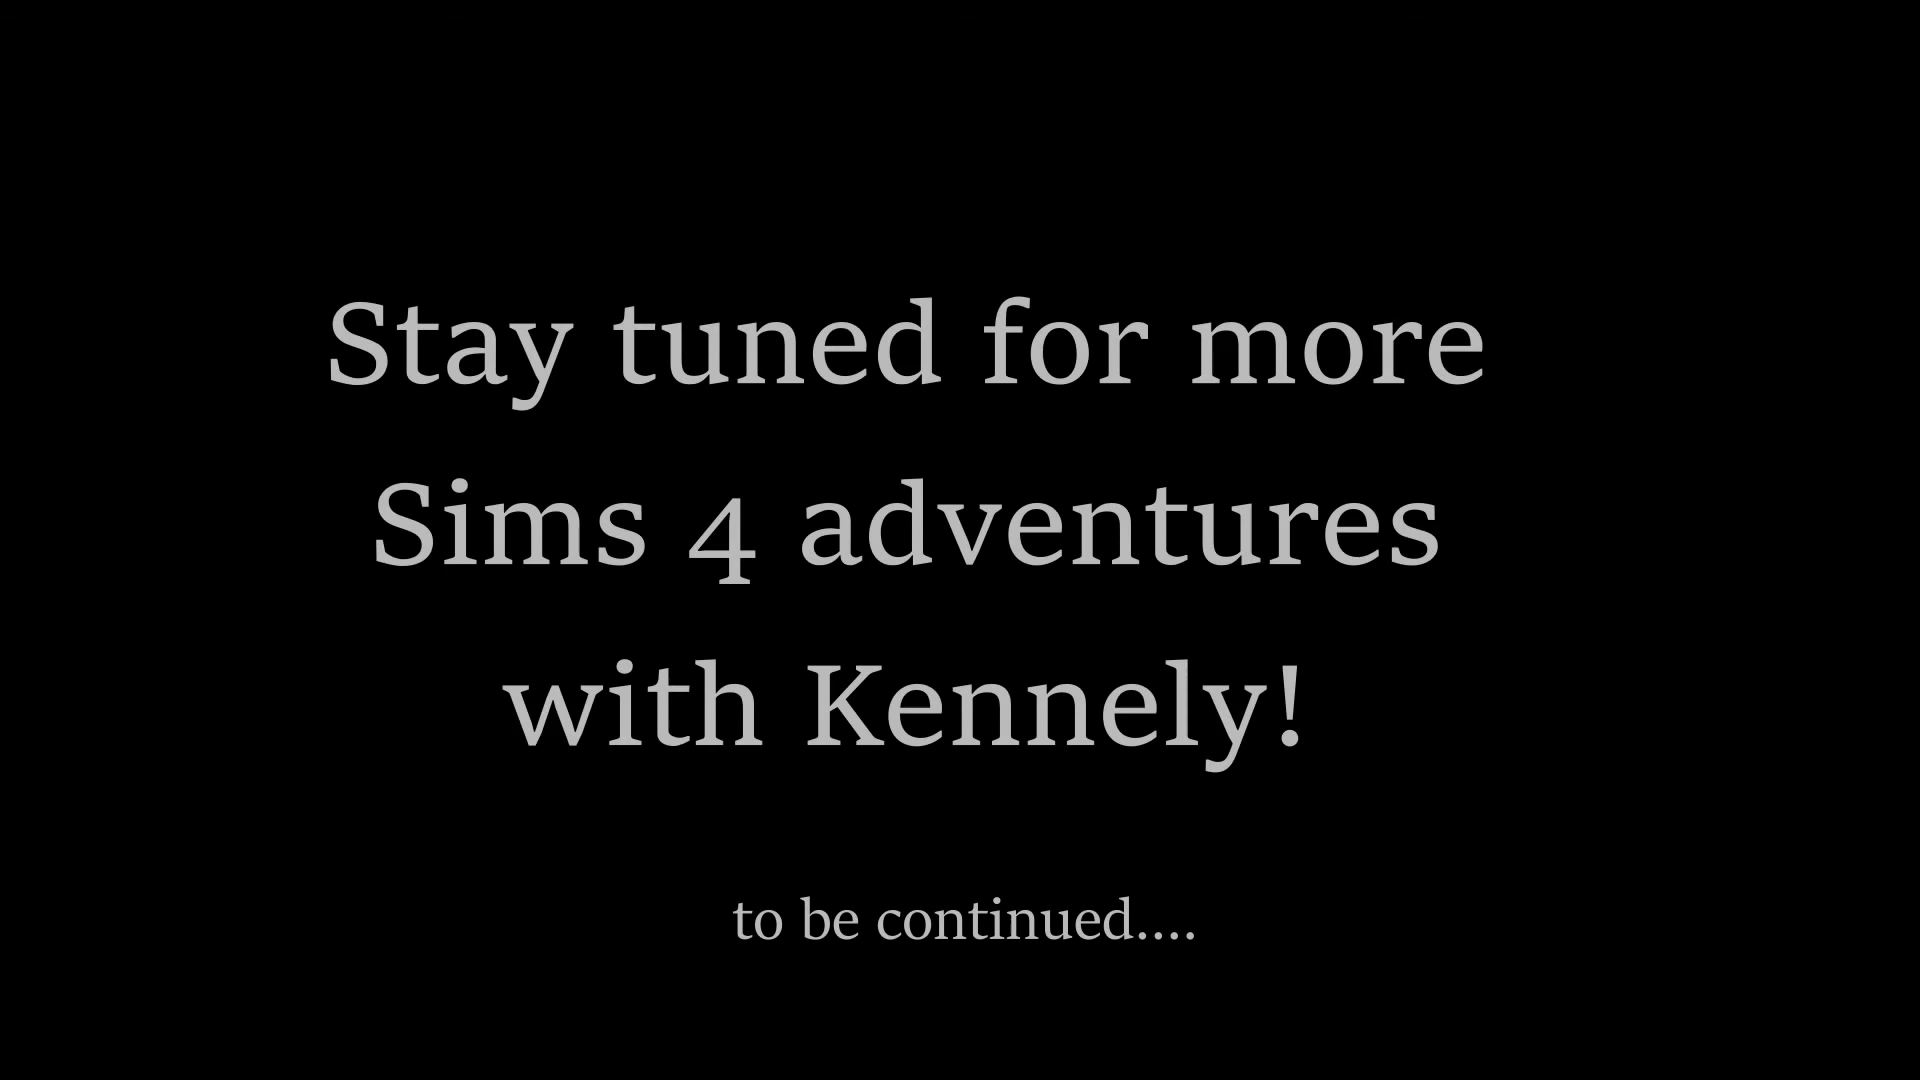 Stay tuned for more
Sims 4 adventures
with Kennely!
to be continued....